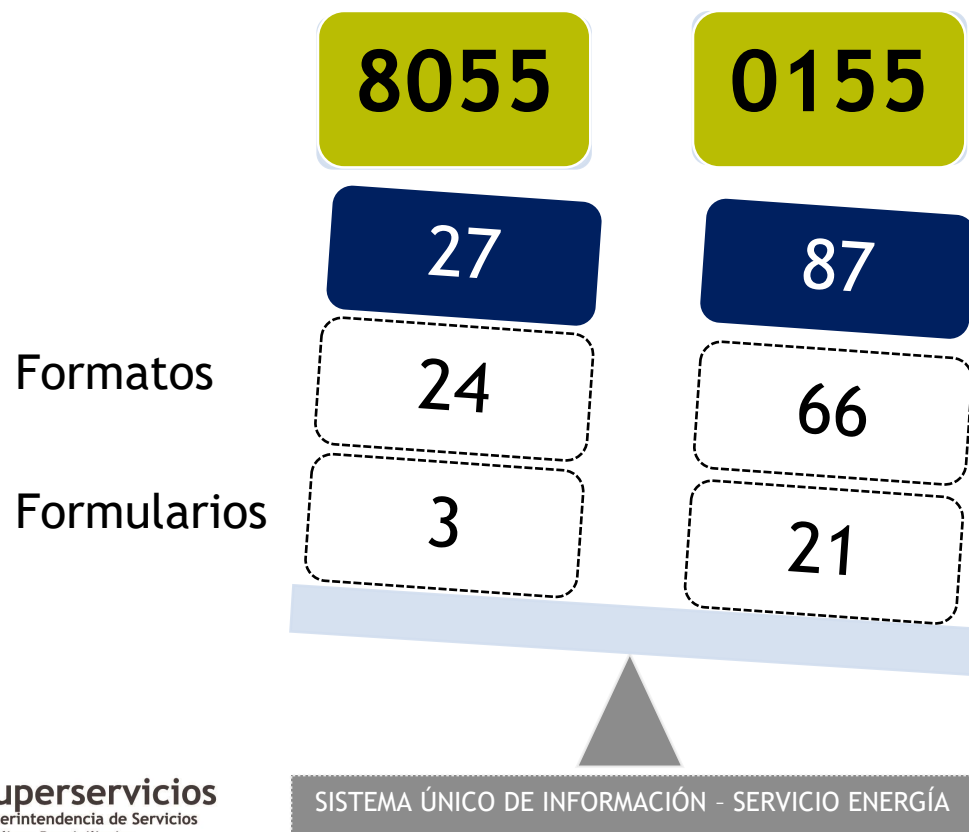 8055 0155
27 87
Formatos 24 66
Formularios 3 21
uperservicios
erintendencia de Servicios
SISTEMA ÚNICO DE INFORMACIÓN – SERVICIO ENERGÍA